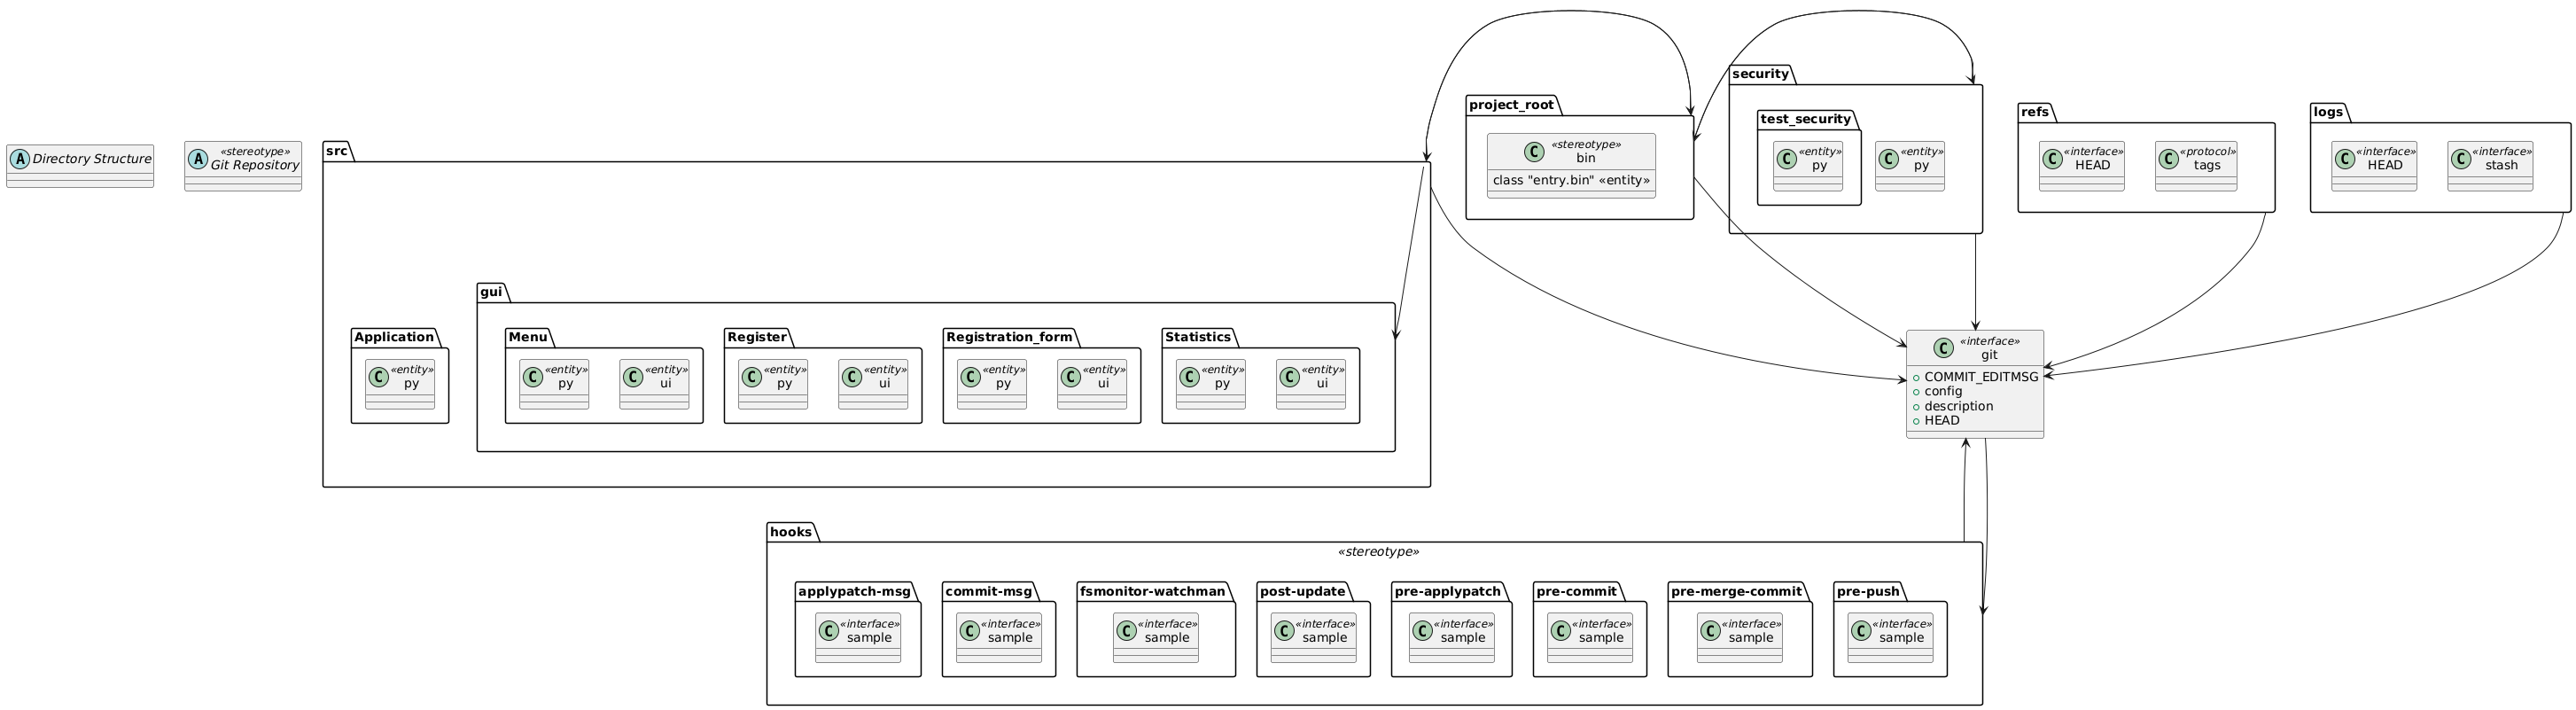 Directory Structure
«stereotype»
Git Repository
src
Application
«entity»
py
gui
Menu
«entity»
py
«entity»
ui
Register
«entity»
py
«entity»
ui
Registration_form
«entity»
py
«entity»
ui
Statistics
«entity»
py
«entity»
ui
project_root
«stereotype»
bin
class "entry.bin" «entity»
security
test_security
«entity»
py
«entity»
py
refs
«interface»
HEAD
«protocol»
tags
logs
«interface»
HEAD
«interface»
stash
«interface»
git
COMMIT_EDITMSG
config
description
HEAD
hooks
«stereotype»
applypatch-msg
«interface»
sample
commit-msg
«interface»
sample
fsmonitor-watchman
«interface»
sample
post-update
«interface»
sample
pre-applypatch
«interface»
sample
pre-commit
«interface»
sample
pre-merge-commit
«interface»
sample
pre-push
«interface»
sample